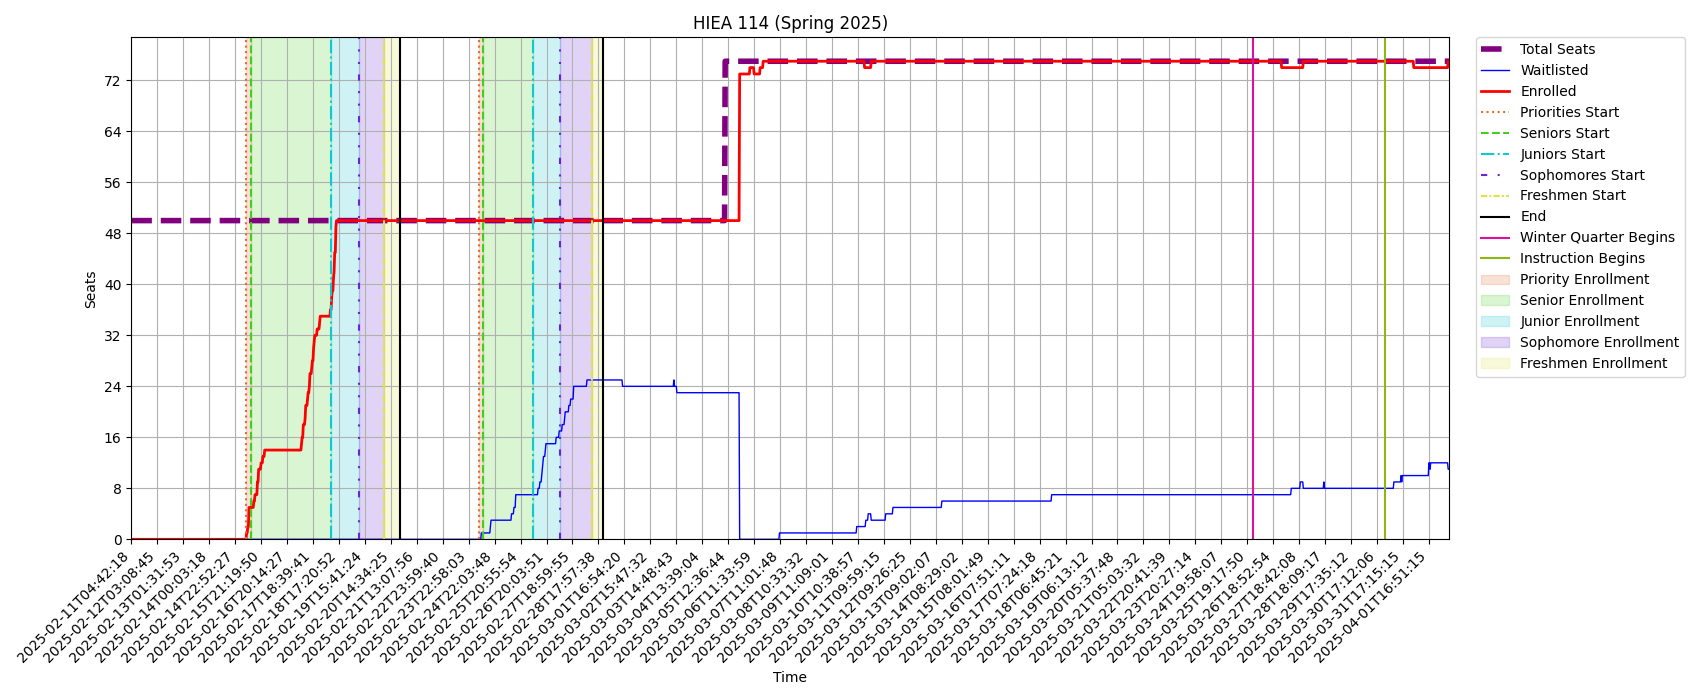 HIEA 114 (Spring 2025)
Seats
72
64
56
48
40
32
24
16
8
0
2025-02-11T04:42:18
2025-02-12T03:08:45
2025-02-13T01:31:53
2025-02-14T00:03:18
2025-02-14T22:52:27
2025-02-15T21:19:50
2025-02-16T20:14:27
2025-02-17T18:39:41
2025-02-18T17:20:52
2025-02-19T15:41:24
2025-02-20T14:34:25
2025-02-22T13:07:56
2025-02-22T23:59:40
2025-02-23T22:58:03
2025-02-24T22:03:48
2025-02-25T20:55:54
2025-02-26T20:03:51
2025-02-27T18:59:55
2025-02-28T17:57:38
2025-03-01T16:54:20
2025-03-02T15:47:32
2025-03-03T14:48:43
2025-03-04T13:39:04
2025-03-05T12:36:44
2025-03-06T11:33:59
2025-03-07T11:01:48
2025-03-08T10:33:32
2025-03-09T11:09:01
2025-03-10T10:38:57
2025-03-11T09:59:15
2025-03-12T09:26:25
2025-03-13T09:02:07
2025-03-14T08:29:02
2025-03-15T08:01:49
2025-03-16T07:51:11
2025-03-17T07:24:18
2025-03-18T06:45:21
2025-03-19T06:13:12
2025-03-20T05:37:48
2025-03-21T05:03:32
2025-03-22T20:41:39
2025-03-23T20:27:14
2025-03-24T19:58:07
2025-03-25T19:17:50
2025-03-26T18:52:54
2025-03-27T18:42:08
2025-03-28T18:09:17
2025-03-29T17:35:12
2025-03-30T17:12:06
2025-03-31T17:15:15
2025-04-01T16:51:15
Time
Total Seats
Waitlisted
Enrolled
Priorities Start
Seniors Start
Juniors Start
Sophomores Start
Freshmen Start
End
Winter Quarter Begins
Instruction Begins
Priority Enrollment
Senior Enrollment
Junior Enrollment
Sophomore Enrollment
Freshmen Enrollment